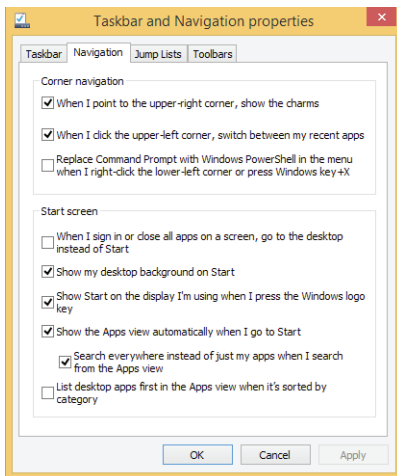 Taskbar and Navigation properties
Taskbar Navigation Jump Lists Toolbars
Corner navigation
When I point to the upper-right corner, show the charms
When I click the upper-left corner, switch between my recent apps
Replace Command Prompt with Windows PowerShell in the menu
when I right-click the lower-left corner or press Windows key+X
Start screen
When I sign in or close all apps on a screen, go to the desktop
instead of Start
Show my desktop background on Start
Show Start on the display I'm using when I press the Windows logo
key
Show the Apps view automatically when I go to Start
Search everywhere instead of just my apps when I search
from the Apps view
List desktop apps first in the Apps view when it's sorted by
category
OK Cancel Apply